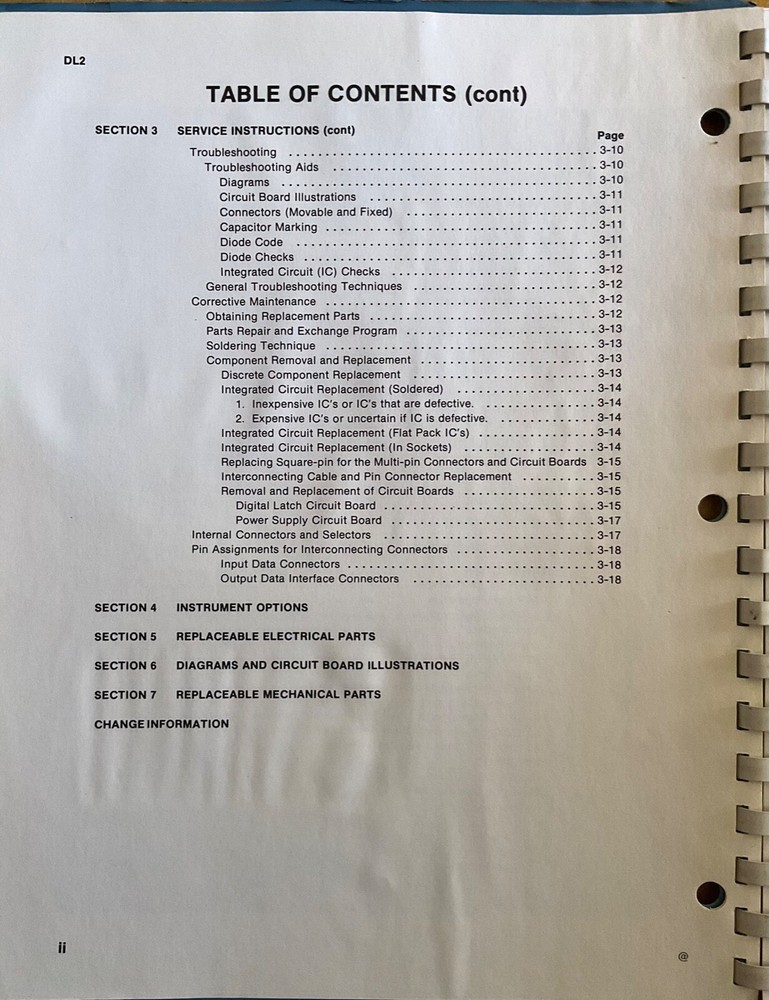 DL2
TABLE OF CONTENTS (cont)
SECTION 3 SERVICE INSTRUCTIONS (cont)
Page
Troubleshooting . . . . . . . . . . . . . . . . . . . . 3-10
Troubleshooting Aids . . . . . . . . . . . . . . . . . . . . 3-10
Diagrams . . . . . . . . . . . . . . . . . . . . 3-10
Circuit Board Illustrations . . . . . . . . . . . . . . . . . . . . 3-11
Connectors (Movable and Fixed) . . . . . . . . . . . . . . . . . . . . 3-11
Capacitor Marking . . . . . . . . . . . . . . . . . . . . 3-11
Diode Code . . . . . . . . . . . . . . . . . . . . 3-11
Diode Checks . . . . . . . . . . . . . . . . . . . . 3-11
Integrated Circuit (IC) Checks . . . . . . . . . . . . . . . . . . . . 3-12
General Troubleshooting Techniques . . . . . . . . . . . . . . . . . . . . 3-12
Corrective Maintenance . . . . . . . . . . . . . . . . . . . . 3-12
Obtaining Replacement Parts . . . . . . . . . . . . . . . . . . . . 3-12
Parts Repair and Exchange Program . . . . . . . . . . . . . . . . . . . . 3-13
Soldering Technique . . . . . . . . . . . . . . . . . . . . 3-13
Component Removal and Replacement . . . . . . . . . . . . . . . . . . . . 3-13
Discrete Component Replacement . . . . . . . . . . . . . . . . . . . . 3-13
Integrated Circuit Replacement (Soldered) . . . . . . . . . . . . . . . . . . . 3-14
1. Inexpensive IC's or IC's that are defective. . . . . . . . . . . . . . . . 3-14
2. Expensive IC's or uncertain if IC is defective. . . . . . . . . . . . . . 3-14
Integrated Circuit Replacement (Flat Pack IC's) . . . . . . . . . . . . . . . . 3-14
Integrated Circuit Replacement (In Sockets) . . . . . . . . . . . . . . . . . . . 3-14
Replacing Square-pin for the Multi-pin Connectors and Circuit Boards 3-15
Interconnecting Cable and Pin Connector Replacement . . . . . . . . . . 3-15
Removal and Replacement of Circuit Boards . . . . . . . . . . . . . . . . . . 3-15
Digital Latch Circuit Board . . . . . . . . . . . . . . . . . . . . 3-15
Power Supply Circuit Board . . . . . . . . . . . . . . . . . . . . 3-17
Internal Connectors and Selectors . . . . . . . . . . . . . . . . . . . . 3-17
Pin Assignments for Interconnecting Connectors . . . . . . . . . . . . . . . . . . . 3-18
Input Data Connectors . . . . . . . . . . . . . . . . . . . . 3-18
Output Data Interface Connectors . . . . . . . . . . . . . . . . . . . . 3-18
SECTION 4 INSTRUMENT OPTIONS
SECTION 5 REPLACEABLE ELECTRICAL PARTS
SECTION 6 DIAGRAMS AND CIRCUIT BOARD ILLUSTRATIONS
SECTION 7 REPLACEABLE MECHANICAL PARTS
CHANGE INFORMATION
ii
@